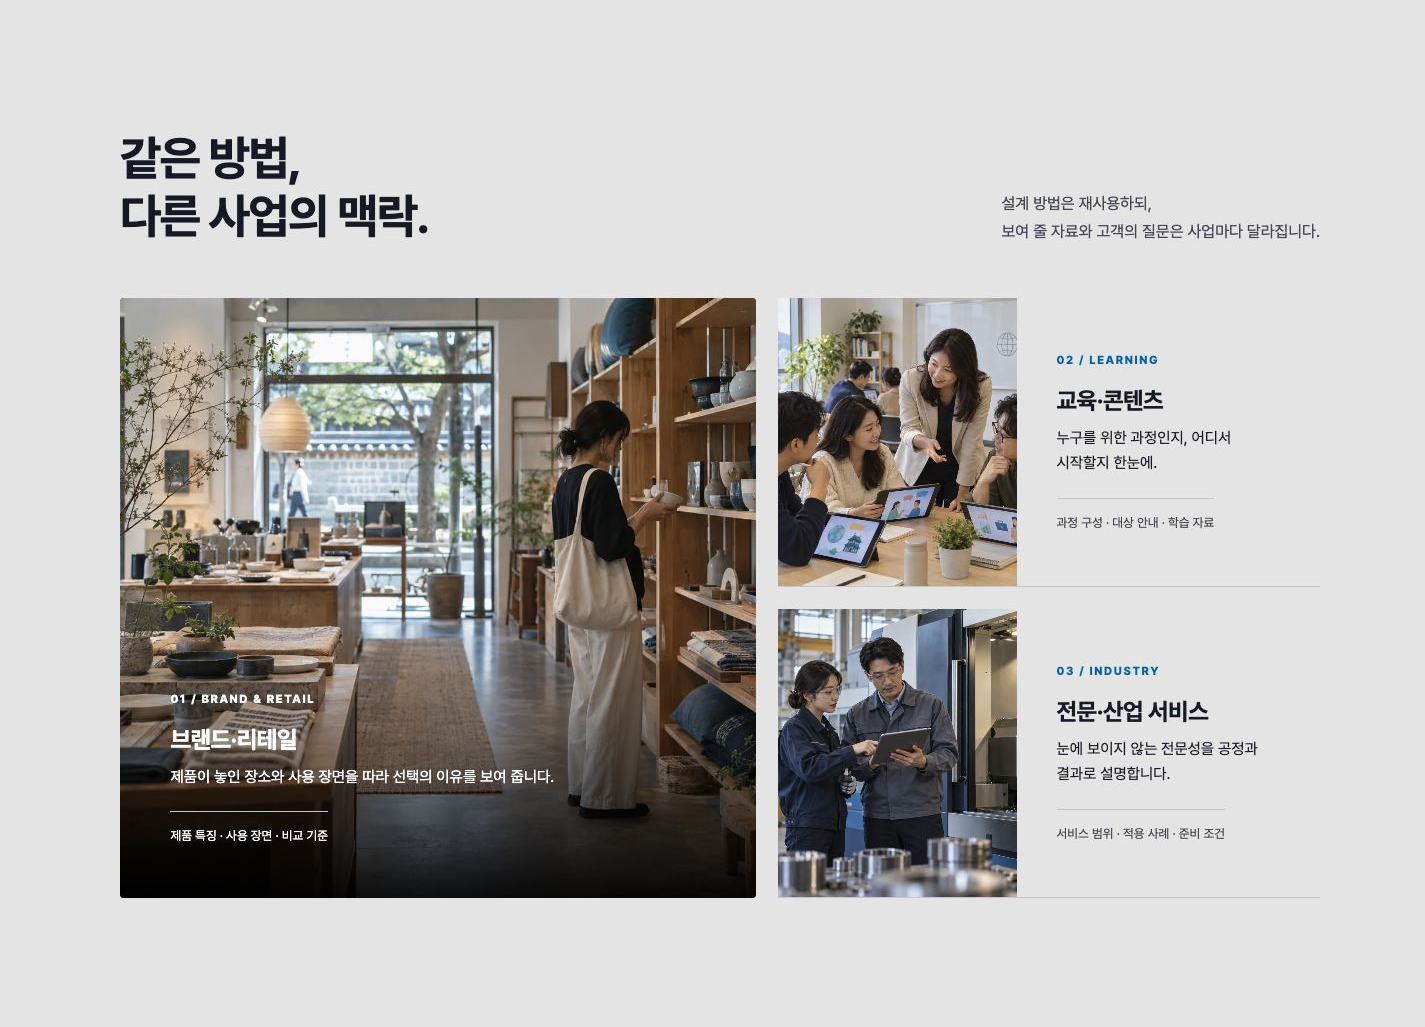 같은 방법,
다른 사업의 맥락.
설계 방법은 재사용하되,
보여 줄 자료와 고객의 질문은 사업마다 달라집니다.
01 / BRAND & RETAIL
브랜드·리테일
제품이 놓인 장소와 사용 장면을 따라 선택의 이유를 보여 줍니다.
제품 특징 · 사용 장면 · 비교 기준
02 / LEARNING
교육·콘텐츠
누구를 위한 과정인지, 어디서
시작할지 한눈에.
과정 구성 · 대상 안내 · 학습 자료
03 / INDUSTRY
전문·산업 서비스
눈에 보이지 않는 전문성을 공정과
결과로 설명합니다.
서비스 범위 · 적용 사례 · 준비 조건